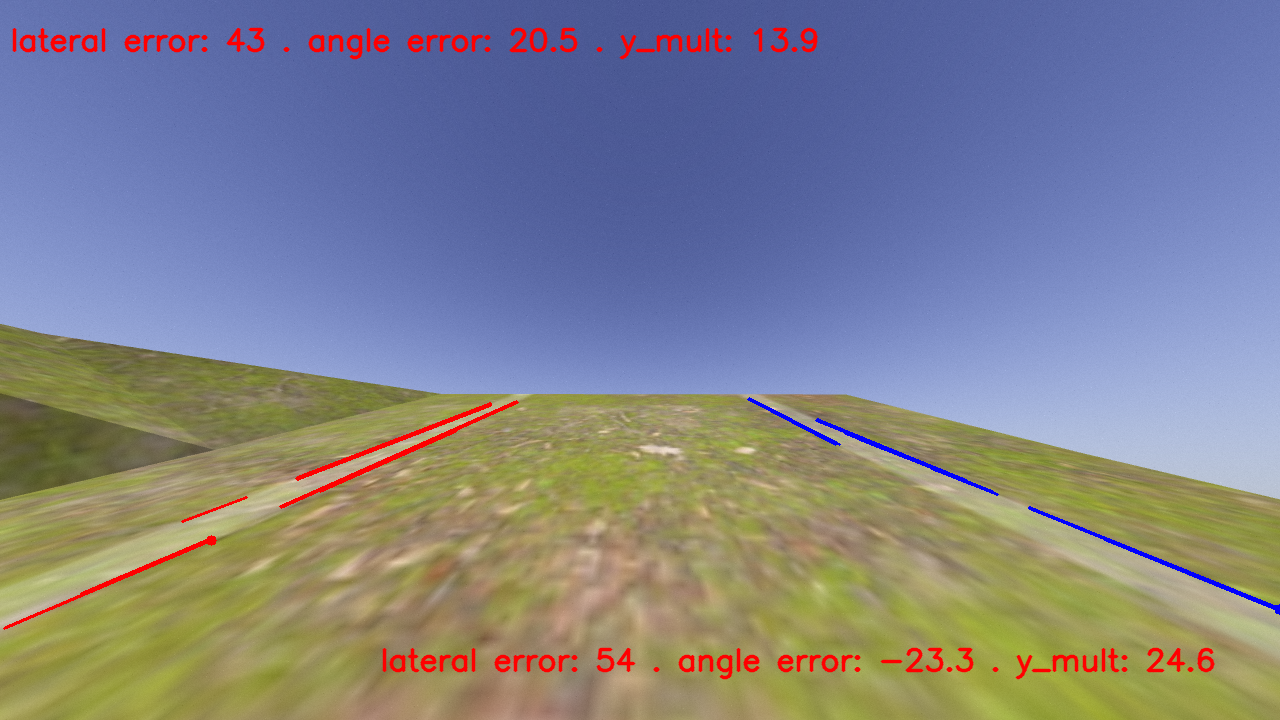 lateral error: 43 . angle error: 20.5 . y_mult: 13.9
lateral error: 54 . angle error: -23.3 . y_mult: 24.6